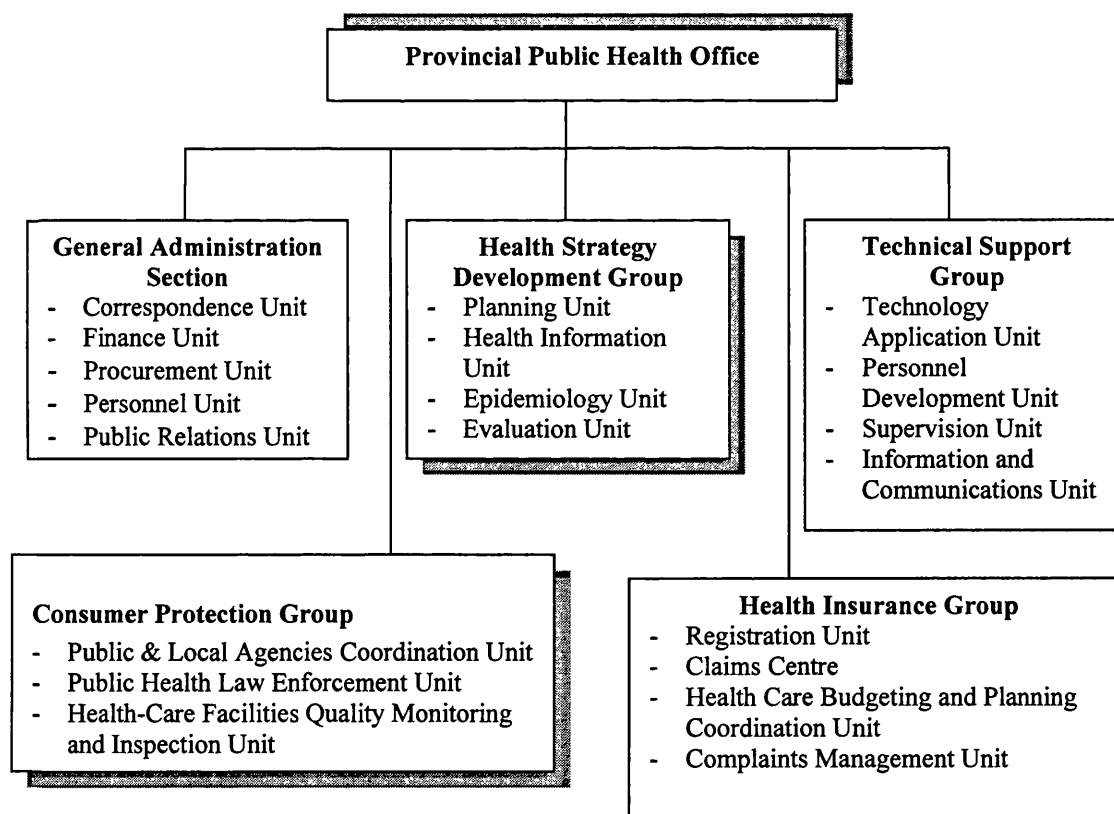 Provincial Public Health Office
General Administration
Section
- Correspondence Unit
- Finance Unit
- Procurement Unit
- Personnel Unit
- Public Relations Unit
Health Strategy
Development Group
- Planning Unit
- Health Information
Unit
- Epidemiology Unit
- Evaluation Unit
Technical Support
Group
- Technology
Application Unit
- Personnel
Development Unit
- Supervision Unit
- Information and
Communications Unit
Consumer Protection Group
- Public & Local Agencies Coordination Unit
- Public Health Law Enforcement Unit
- Health-Care Facilities Quality Monitoring
and Inspection Unit
Health Insurance Group
- Registration Unit
- Claims Centre
- Health Care Budgeting and Planning
Coordination Unit
- Complaints Management Unit